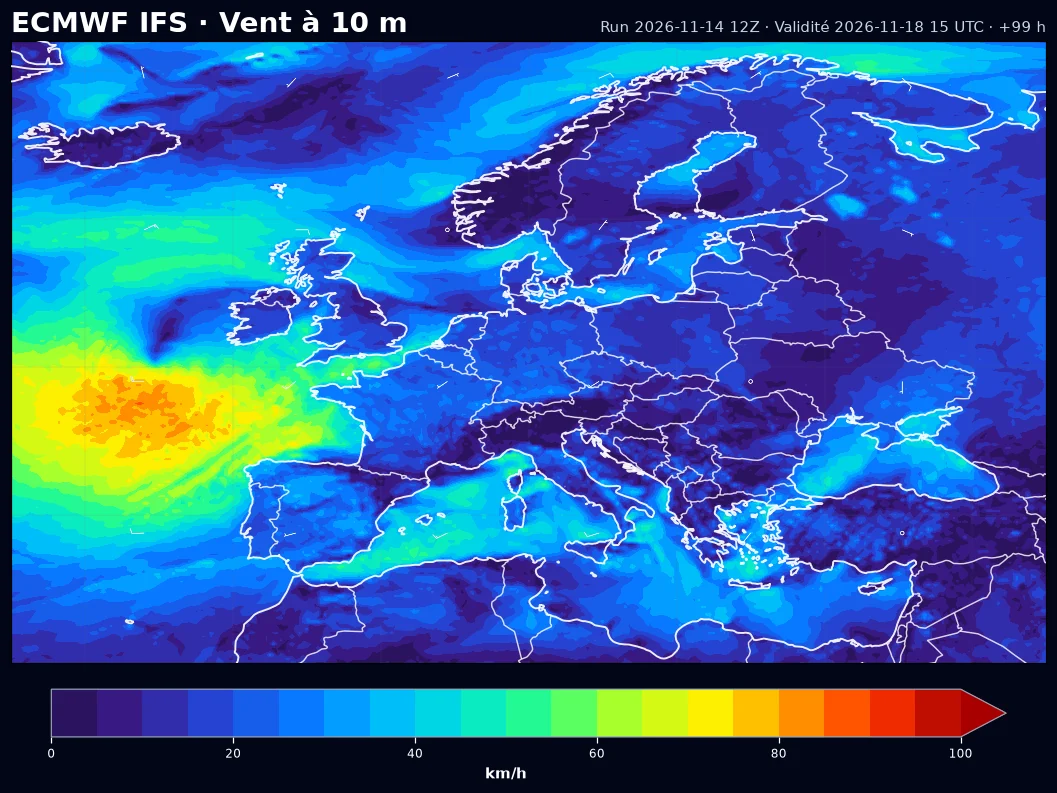 ECMWF IFS · Vent à 10 m
Run 2026-11-14 12Z · Validité 2026-11-18 15 UTC · +99 h
0 20 40 60 80 100
km/h